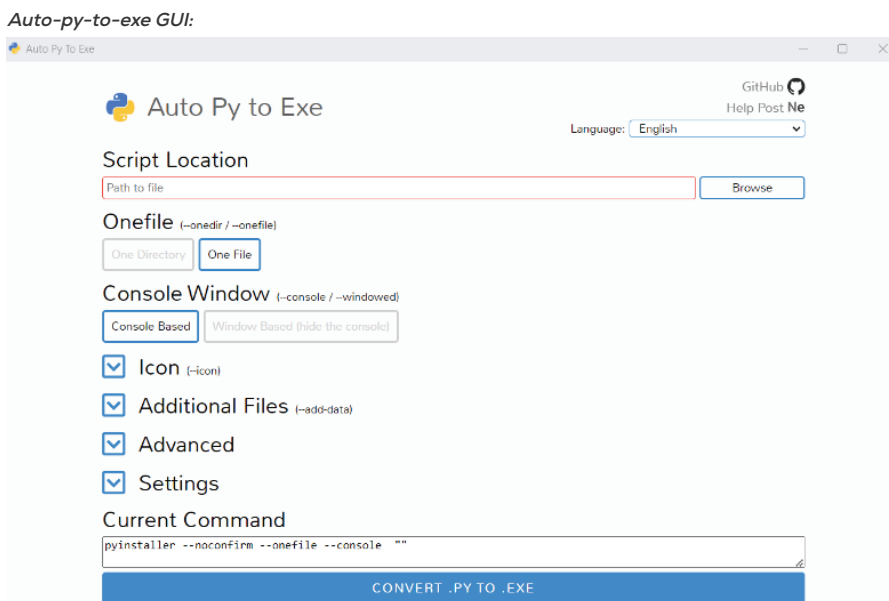 Auto-py-to-exe GUI:
Auto Py To Exe
Auto Py to Exe
GitHub
Help Post Ne
Language: English
Script Location
Path to file
Browse
Onefile (--onedir / --onefile)
One Directory
One File
Console Window (--console / --windowed)
Console Based
Window Based (hide the console)
Icon (--icon)
Additional Files (--add-data)
Advanced
Settings
Current Command
pyinstaller --noconfirm --onefile --console  ""
CONVERT .PY TO .EXE